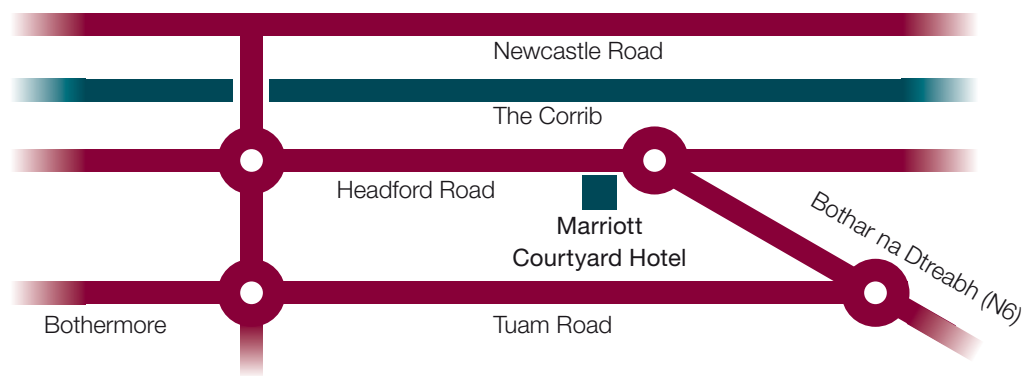 Newcastle Road
The Corrib
Headford Road
Marriott
Courtyard Hotel
Bothar na Dtreabh (N6)
Bothermore
Tuam Road